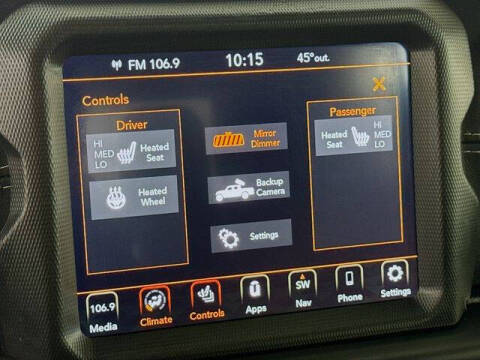 FM 106.9 10:15 45°out.
Controls
Driver
HI
MED
LO
Heated
Seat
Heated
Wheel
Mirror
Dimmer
Backup
Camera
Settings
Passenger
Heated
Seat
HI
MED
LO
106.9
Media
Climate
Controls
Apps
SW
Nav
Phone
Settings